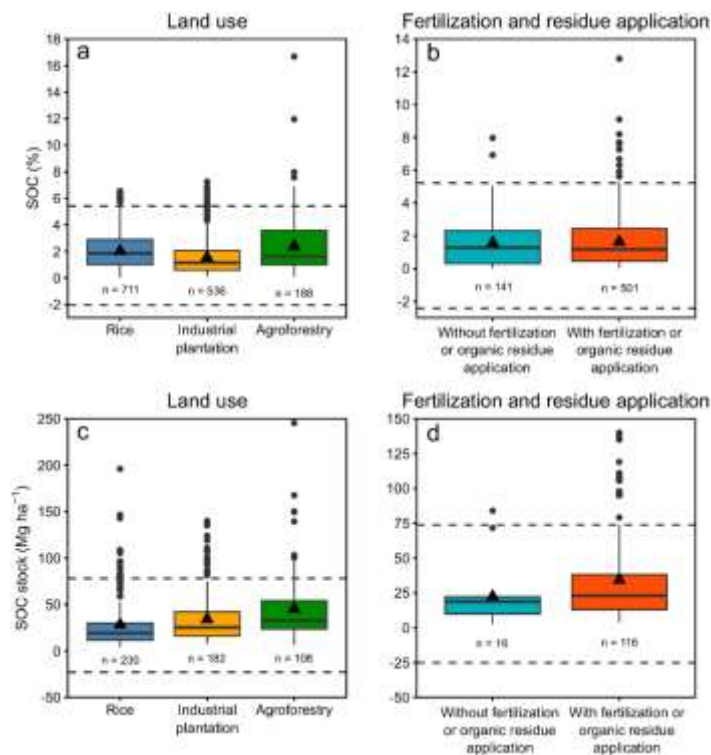 Land use
a
SOC (%)
18
16
14
12
10
8
6
4
2
0
-2
n = 711
n = 536
n = 188
Rice
Industrial
plantation
Agroforestry
Fertilization and residue application
b
14
12
10
8
6
4
2
0
-2
n = 141
n = 501
Without fertilization
or organic residue
application
With fertilization or
organic residue
application
Land use
c
SOC stock (Mg ha⁻¹)
250
200
150
100
50
0
-50
n = 182
Rice
Industrial
plantation
Agroforestry
Fertilization and residue application
d
150
125
100
75
50
25
0
-25
-50
n = 116
Without fertilization
or organic residue
application
With fertilization or
organic residue
application